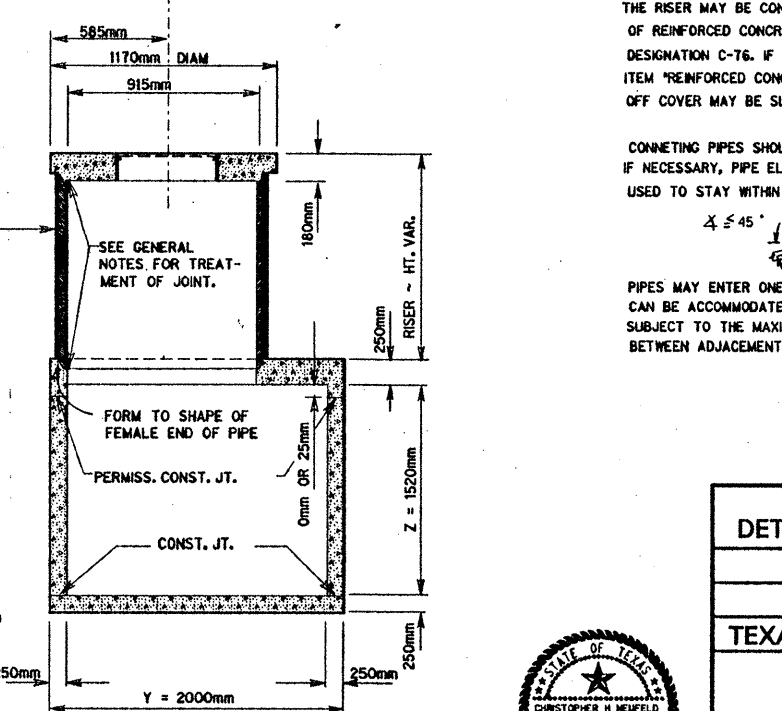 585mm
1170mm DIAM
915mm
180mm
RISER ~ HT. VAR.
250mm
SEE GENERAL
NOTES FOR TREAT-
MENT OF JOINT.
FORM TO SHAPE OF
FEMALE END OF PIPE
PERMISS. CONST. JT.
0mm OR 25mm
Z = 1520mm
CONST. JT.
50mm
250mm
250mm
Y = 2000mm
THE RISER MAY BE CON
OF REINFORCED CONCR
DESIGNATION C-76. IF
ITEM "REINFORCED CON
OFF COVER MAY BE SL
CONNETING PIPES SHOU
IF NECESSARY, PIPE EL
USED TO STAY WITHIN
∡ ≤ 45°
PIPES MAY ENTER ONE
CAN BE ACCOMMODATE
SUBJECT TO THE MAXI
BETWEEN ADJACEMENT
DET
TEXA
STATE OF TEXAS
CHRISTOPHER H NEUFELD